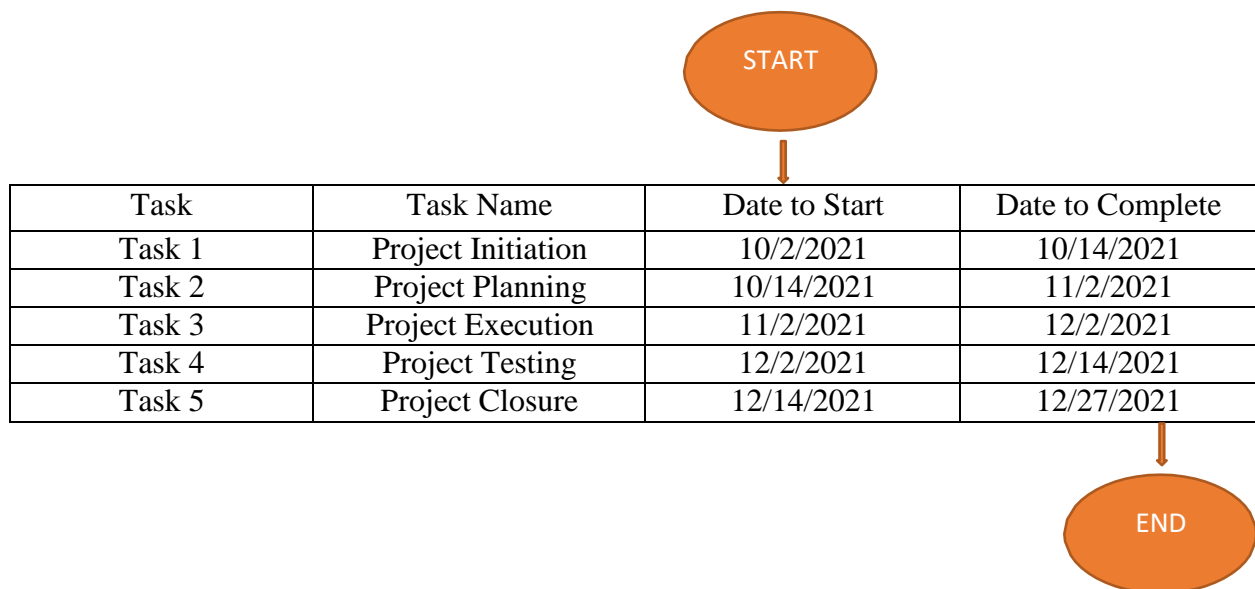 START
Task Task Name Date to Start Date to Complete
Task 1 Project Initiation 10/2/2021 10/14/2021
Task 2 Project Planning 10/14/2021 11/2/2021
Task 3 Project Execution 11/2/2021 12/2/2021
Task 4 Project Testing 12/2/2021 12/14/2021
Task 5 Project Closure 12/14/2021 12/27/2021
END